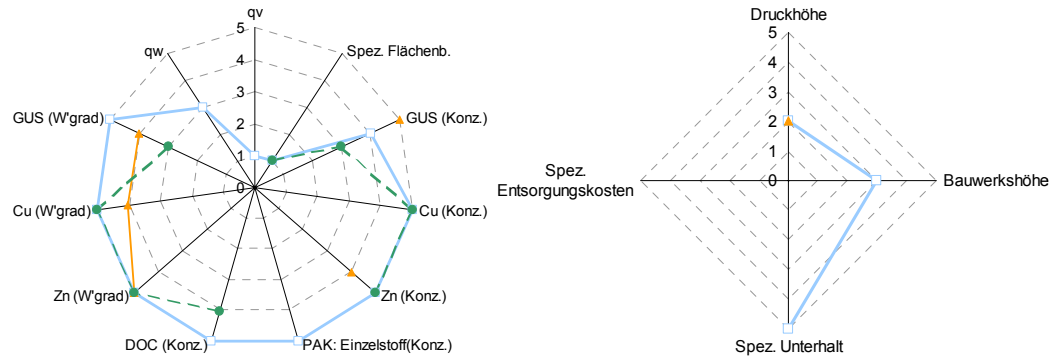 qv
5
4
3
2
1
0
Spez. Flächenb.
GUS (Konz.)
Cu (Konz.)
Zn (Konz.)
PAK: Einzelstoff(Konz.)
DOC (Konz.)
Zn (W'grad)
Cu (W'grad)
GUS (W'grad)
qw
Druckhöhe
5
4
3
2
1
0
Bauwerkshöhe
Spez. Unterhalt
Spez.
Entsorgungskosten